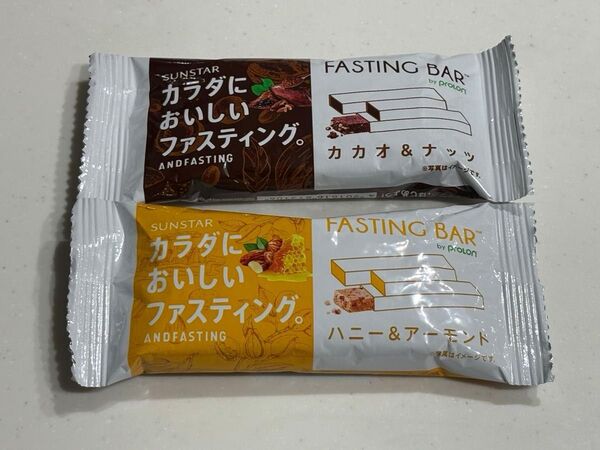 SUNSTAR
カラダに
おいしい
ファスティング。
ANDFASTING
FASTING BAR™
by PROLON
カカオ&ナッツ
※写真はイメージです。
SUNSTAR
カラダに
おいしい
ファスティング。
ANDFASTING
FASTING BAR™
by PROLON
ハニー&アーモンド
※写真はイメージです。